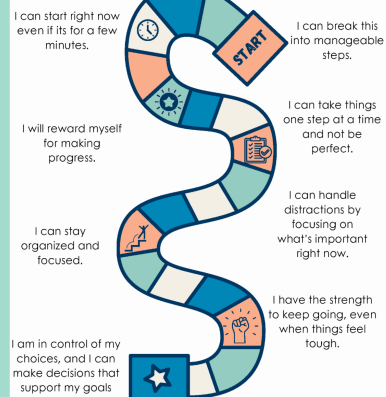 I can start right now
even if its for a few
minutes.
START
I can break this
into manageable
steps.
I can take things
one step at a time
and not be
perfect.
I will reward myself
for making
progress.
I can handle
distractions by
focusing on
what's important
right now.
I can stay
organized and
focused.
I have the strength
to keep going, even
when things feel
tough.
I am in control of my
choices, and I can
make decisions that
support my goals